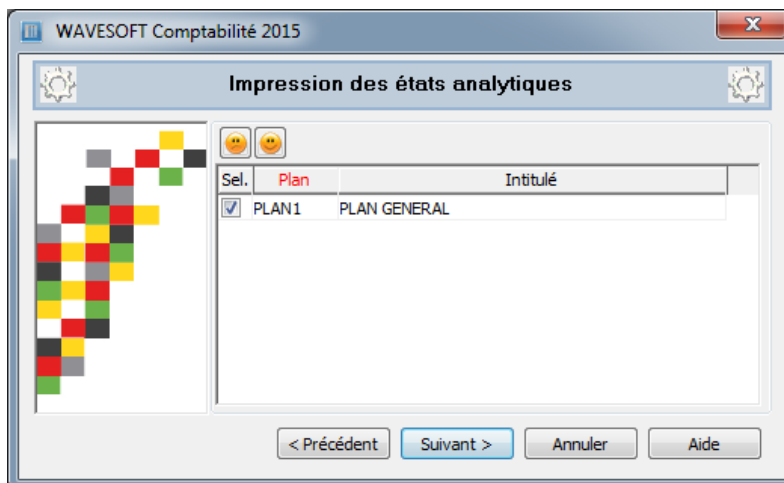 WAVESOFT Comptabilité 2015
Impression des états analytiques
Sel. Plan Intitulé
PLAN1 PLAN GENERAL
< Précédent Suivant > Annuler Aide